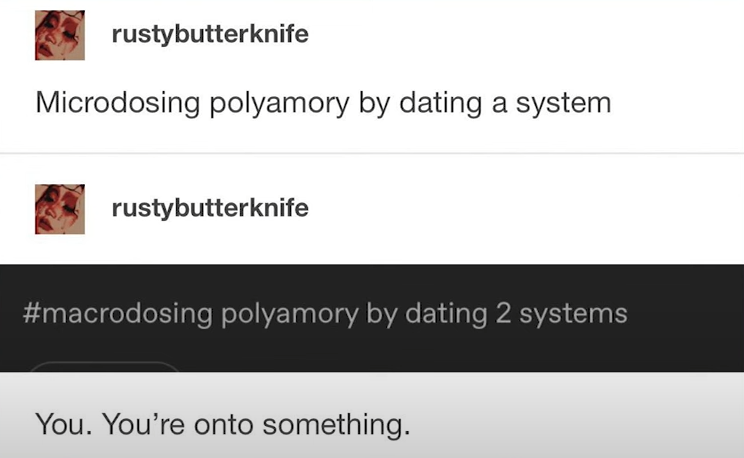 rustybutterknife
Microdosing polyamory by dating a system
rustybutterknife
#macrodosing polyamory by dating 2 systems
You. You’re onto something.